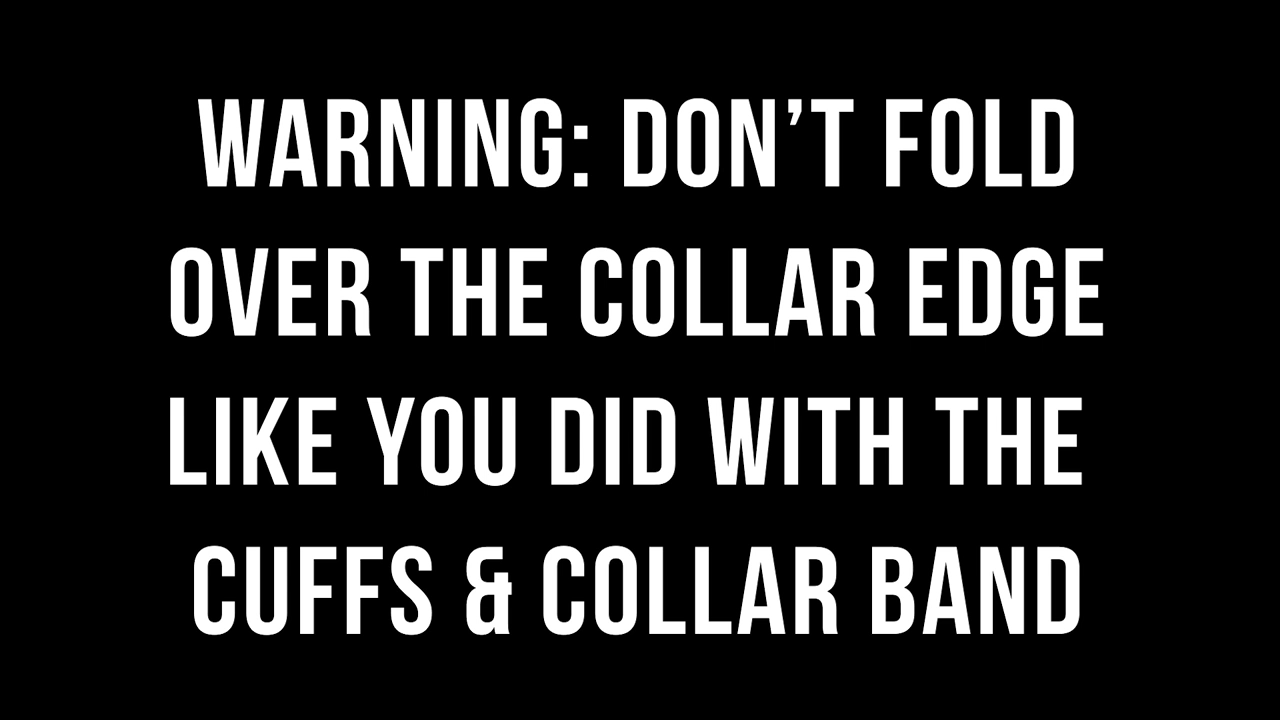 WARNING: DON’T FOLD
OVER THE COLLAR EDGE
LIKE YOU DID WITH THE
CUFFS & COLLAR BAND